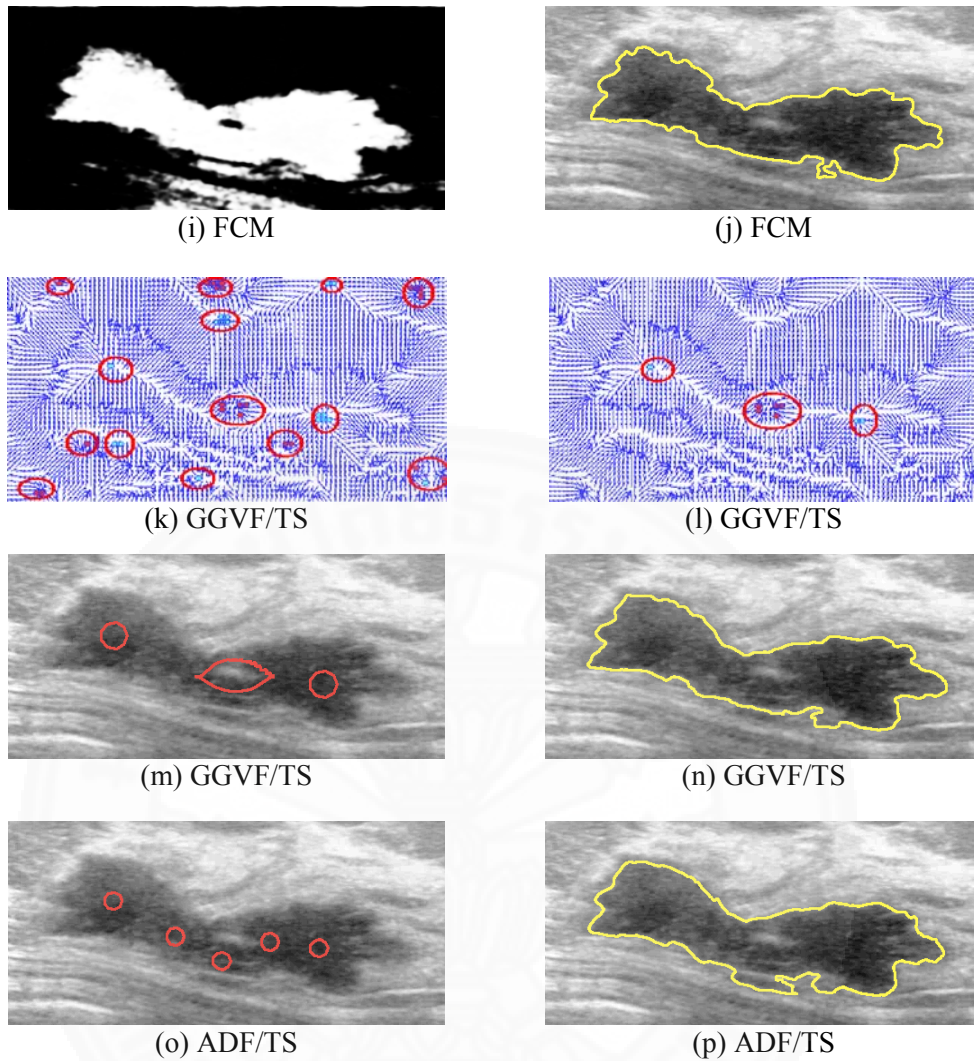 (i) FCM
(j) FCM
(k) GGVF/TS
(l) GGVF/TS
(m) GGVF/TS
(n) GGVF/TS
(o) ADF/TS
(p) ADF/TS